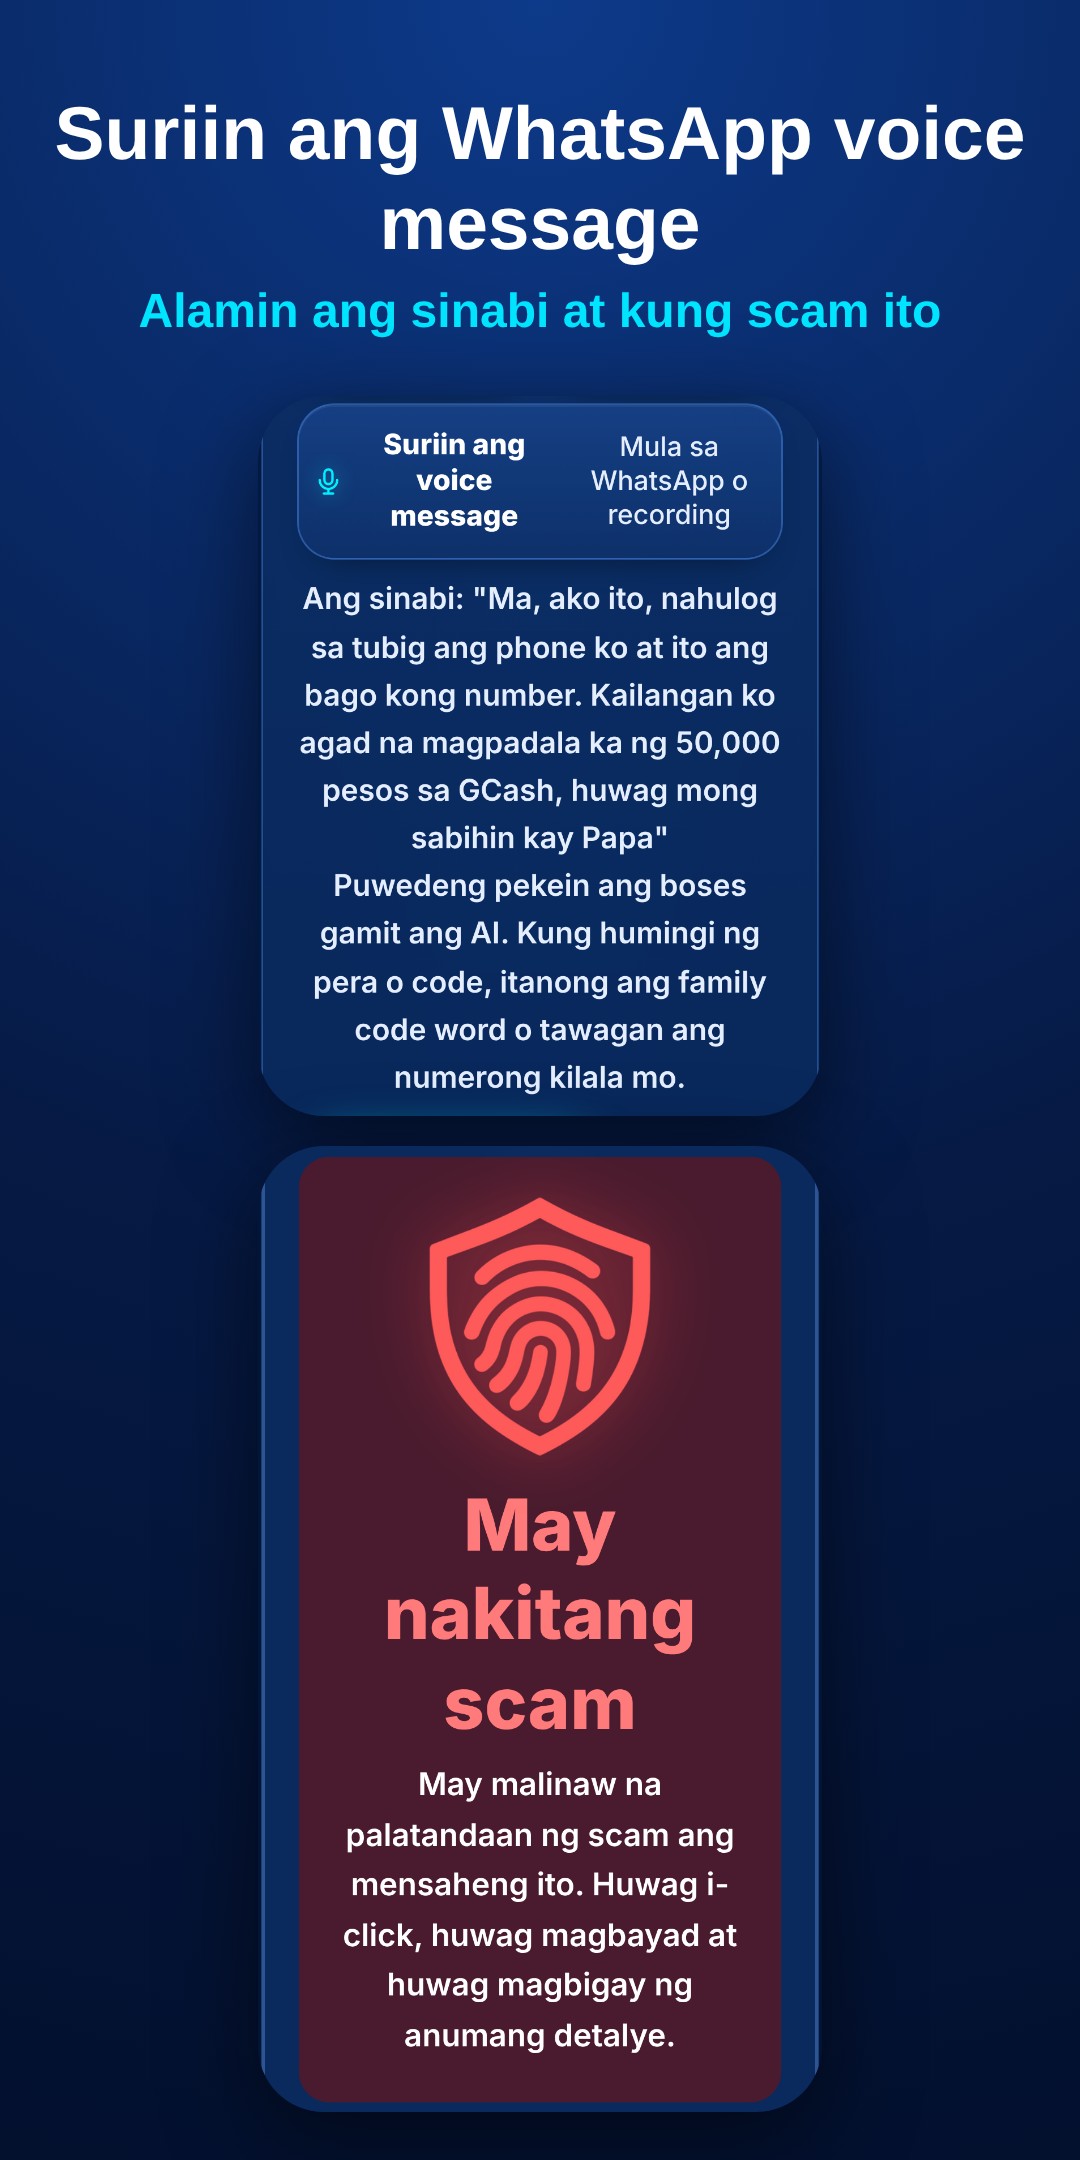 Suriin ang WhatsApp voice
message
Alamin ang sinabi at kung scam ito
Suriin ang
voice
message
Mula sa
WhatsApp o
recording
Ang sinabi: "Ma, ako ito, nahulog
sa tubig ang phone ko at ito ang
bago kong number. Kailangan ko
agad na magpadala ka ng 50,000
pesos sa GCash, huwag mong
sabihin kay Papa"
Puwedeng pekein ang boses
gamit ang AI. Kung humingi ng
pera o code, itanong ang family
code word o tawagan ang
numerong kilala mo.
May
nakitang
scam
May malinaw na
palatandaan ng scam ang
mensaheng ito. Huwag i-
click, huwag magbayad at
huwag magbigay ng
anumang detalye.